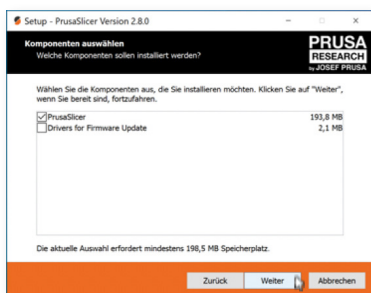 Setup - PrusaSlicer Version 2.8.0
Komponenten auswählen
Welche Komponenten sollen installiert werden?
PRUSA
RESEARCH
by JOSEF PRUSA
Wählen Sie die Komponenten aus, die Sie installieren möchten. Klicken Sie auf "Weiter",
wenn Sie bereit sind, fortzufahren.
PrusaSlicer 193,8 MB
Drivers for Firmware Update 2,1 MB
Die aktuelle Auswahl erfordert mindestens 198,5 MB Speicherplatz.
Zurück Weiter Abbrechen